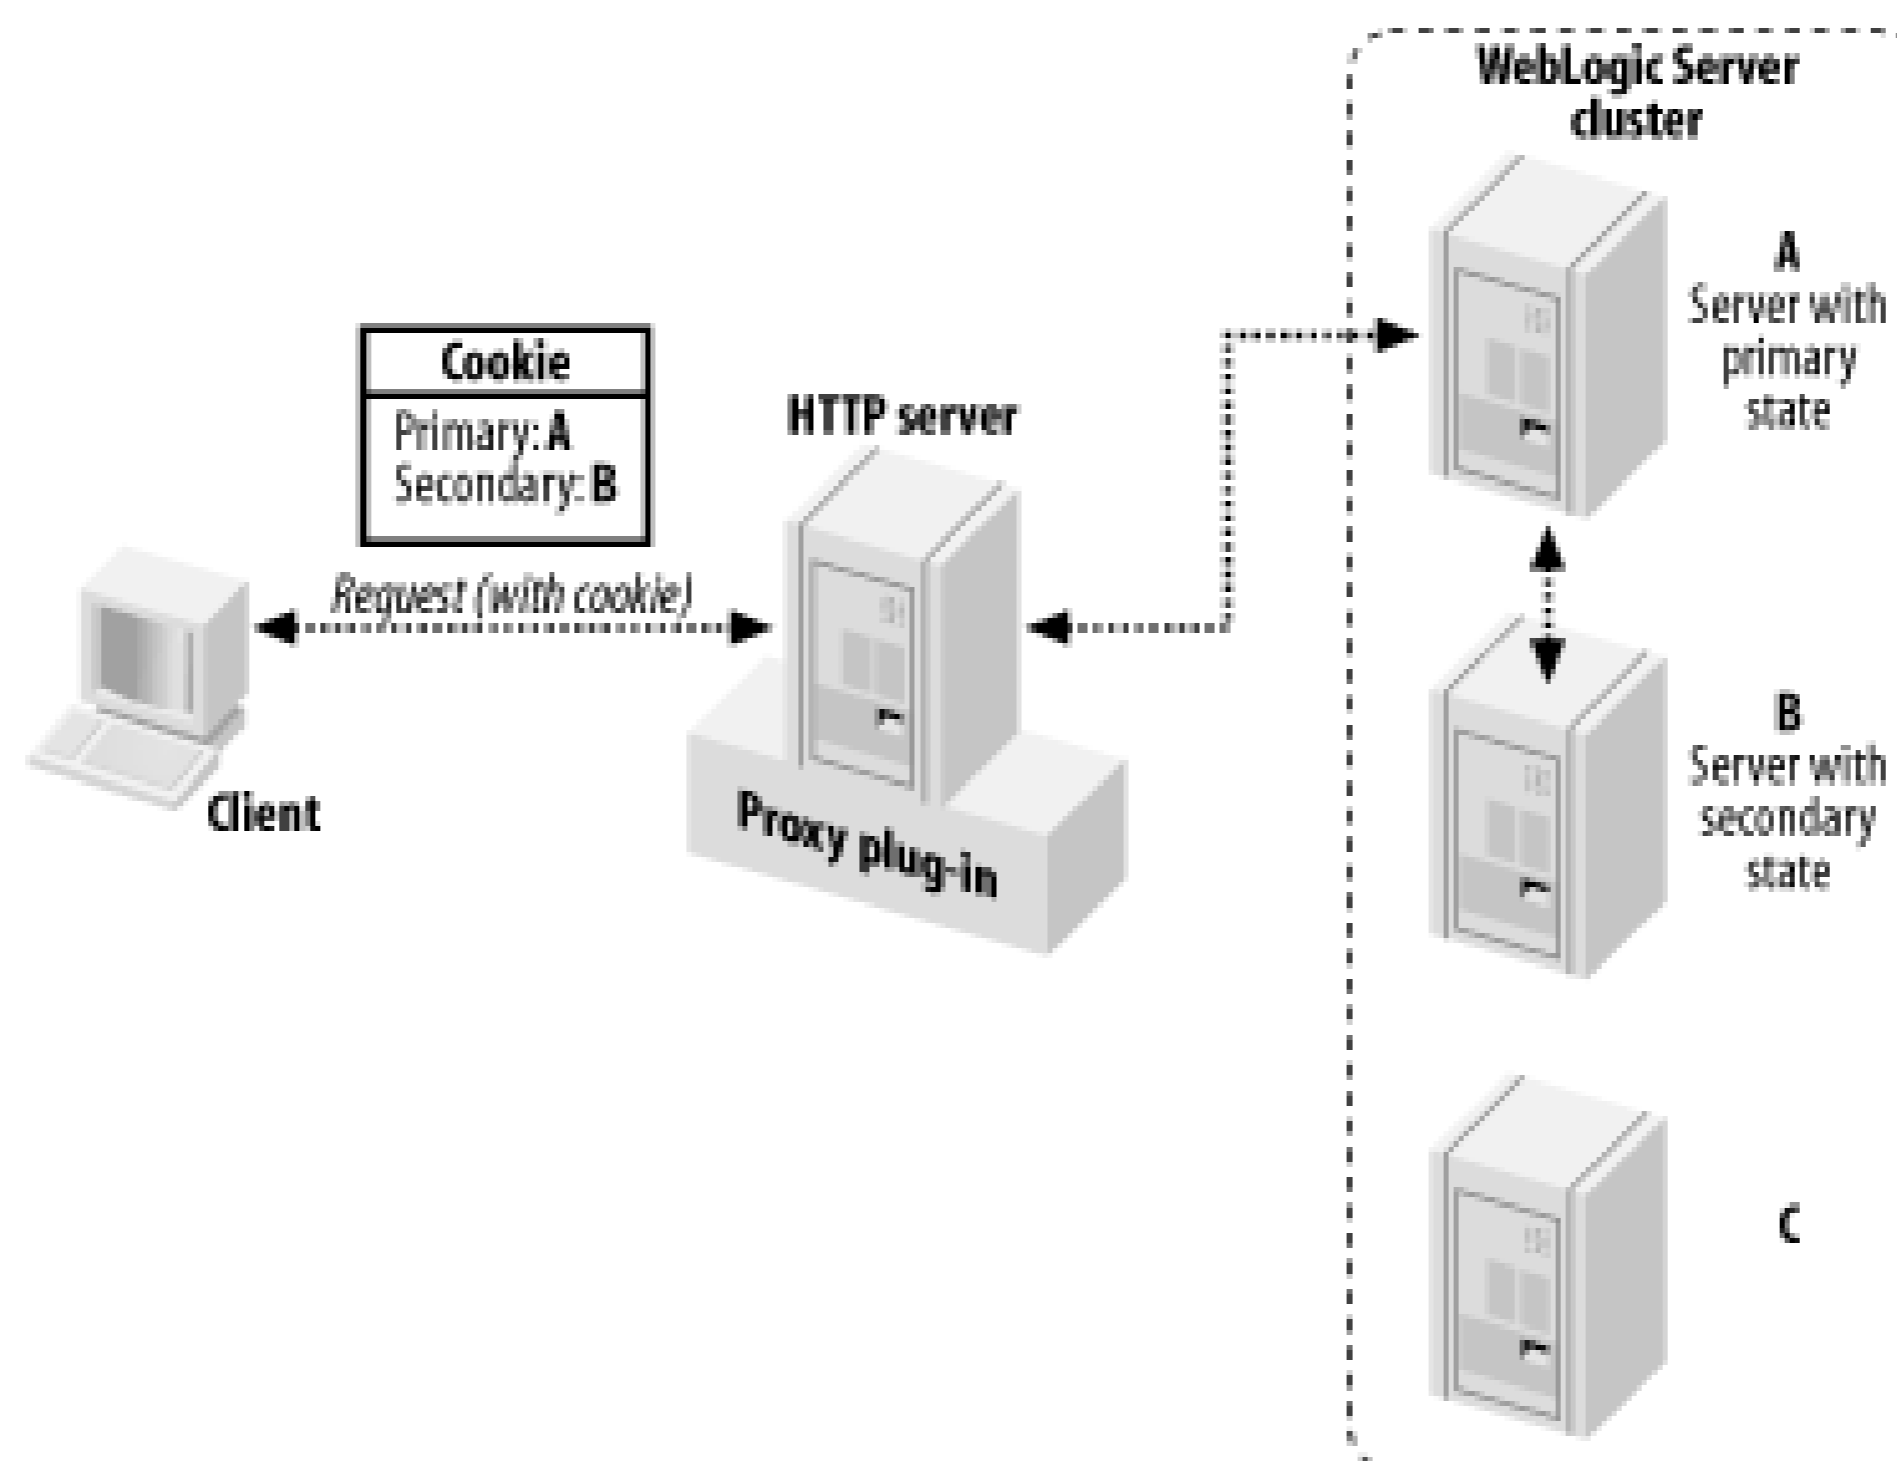 WebLogic Server
cluster
A
Server with
primary
state
Cookie
Primary: A
Secondary: B
HTTP server
Request (with cookie)
Client
Proxy plug-in
B
Server with
secondary
state
C